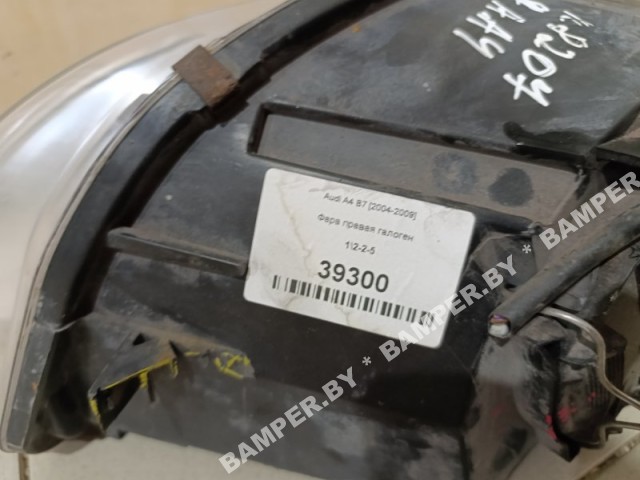 Audi A4 B7 [2004-2009]
Фара правая галоген
1\2-2-5
39300
BAMPER.BY * BAMPER.BY * BAMPER